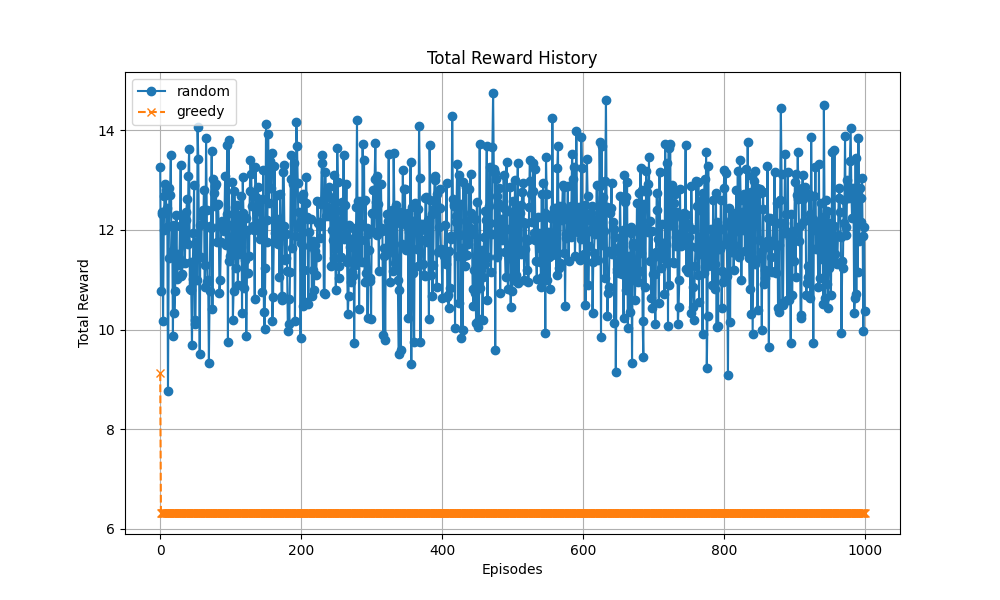 Total Reward History
random
greedy
Total Reward
14
12
10
8
6
0 200 400 600 800 1000
Episodes